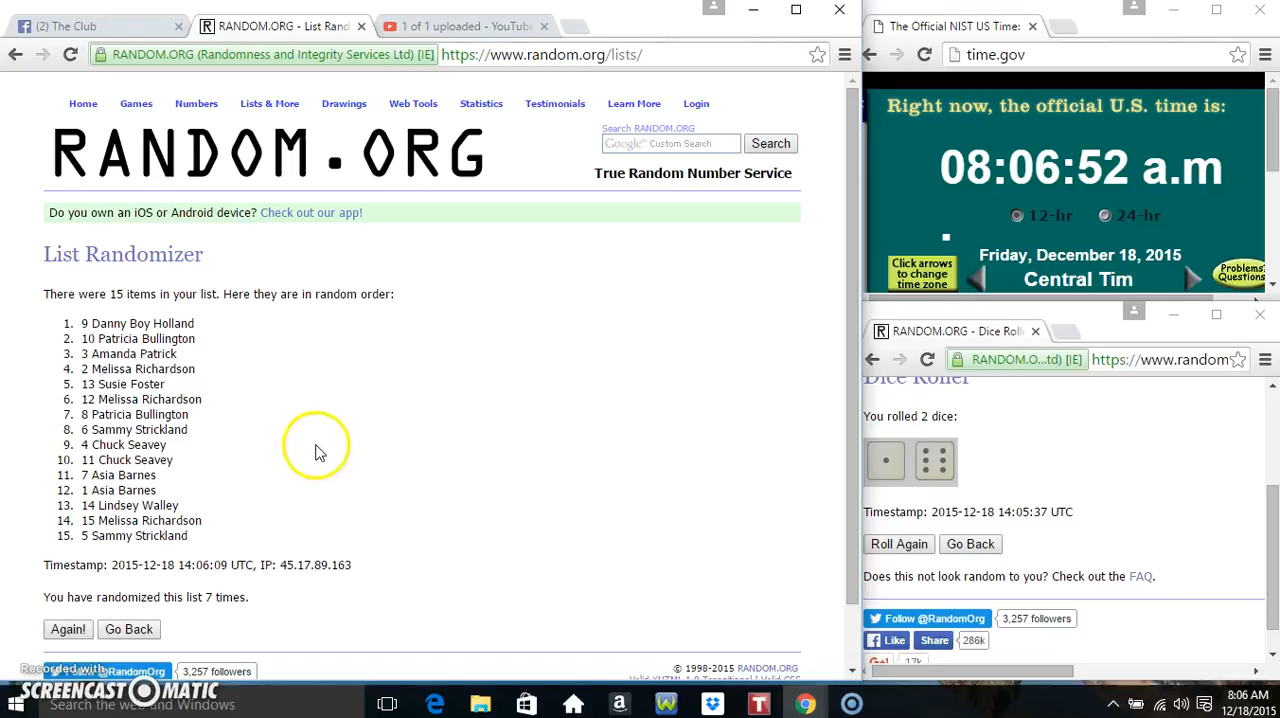 (2) The Club
RANDOM.ORG - List Rand
1 of 1 uploaded - YouTube
RANDOM.ORG (Randomness and Integrity Services Ltd) [IE]
https://www.random.org/lists/
Home Games Numbers Lists & More Drawings Web Tools Statistics Testimonials Learn More Login
RANDOM.ORG
Search RANDOM.ORG
Google™ Custom Search
Search
True Random Number Service
Do you own an iOS or Android device? Check out our app!
List Randomizer
There were 15 items in your list. Here they are in random order:
1. 9 Danny Boy Holland
2. 10 Patricia Bullington
3. 3 Amanda Patrick
4. 2 Melissa Richardson
5. 13 Susie Foster
6. 12 Melissa Richardson
7. 8 Patricia Bullington
8. 6 Sammy Strickland
9. 4 Chuck Seavey
10. 11 Chuck Seavey
11. 7 Asia Barnes
12. 1 Asia Barnes
13. 14 Lindsey Walley
14. 15 Melissa Richardson
15. 5 Sammy Strickland
Timestamp: 2015-12-18 14:06:09 UTC, IP: 45.17.89.163
You have randomized this list 7 times.
Again! Go Back
@RandomOrg
3,257 followers
© 1998-2015 RANDOM.ORG
The Official NIST US Time:
time.gov
Right now, the official U.S. time is:
08:06:52 a.m
12-hr 24-hr
Click arrows
to change
time zone
Friday, December 18, 2015
Central Tim
Problems?
Questions?
RANDOM.ORG - Dice Rolle
RANDOM.O...td) [IE]
https://www.random
Dice Roller
You rolled 2 dice:
Timestamp: 2015-12-18 14:05:37 UTC
Roll Again Go Back
Does this not look random to you? Check out the FAQ.
Follow @RandomOrg
3,257 followers
Like Share 286k
17k
Recorded with
SCREENCAST MATIC
Search the web and Windows
8:06 AM
12/18/2015